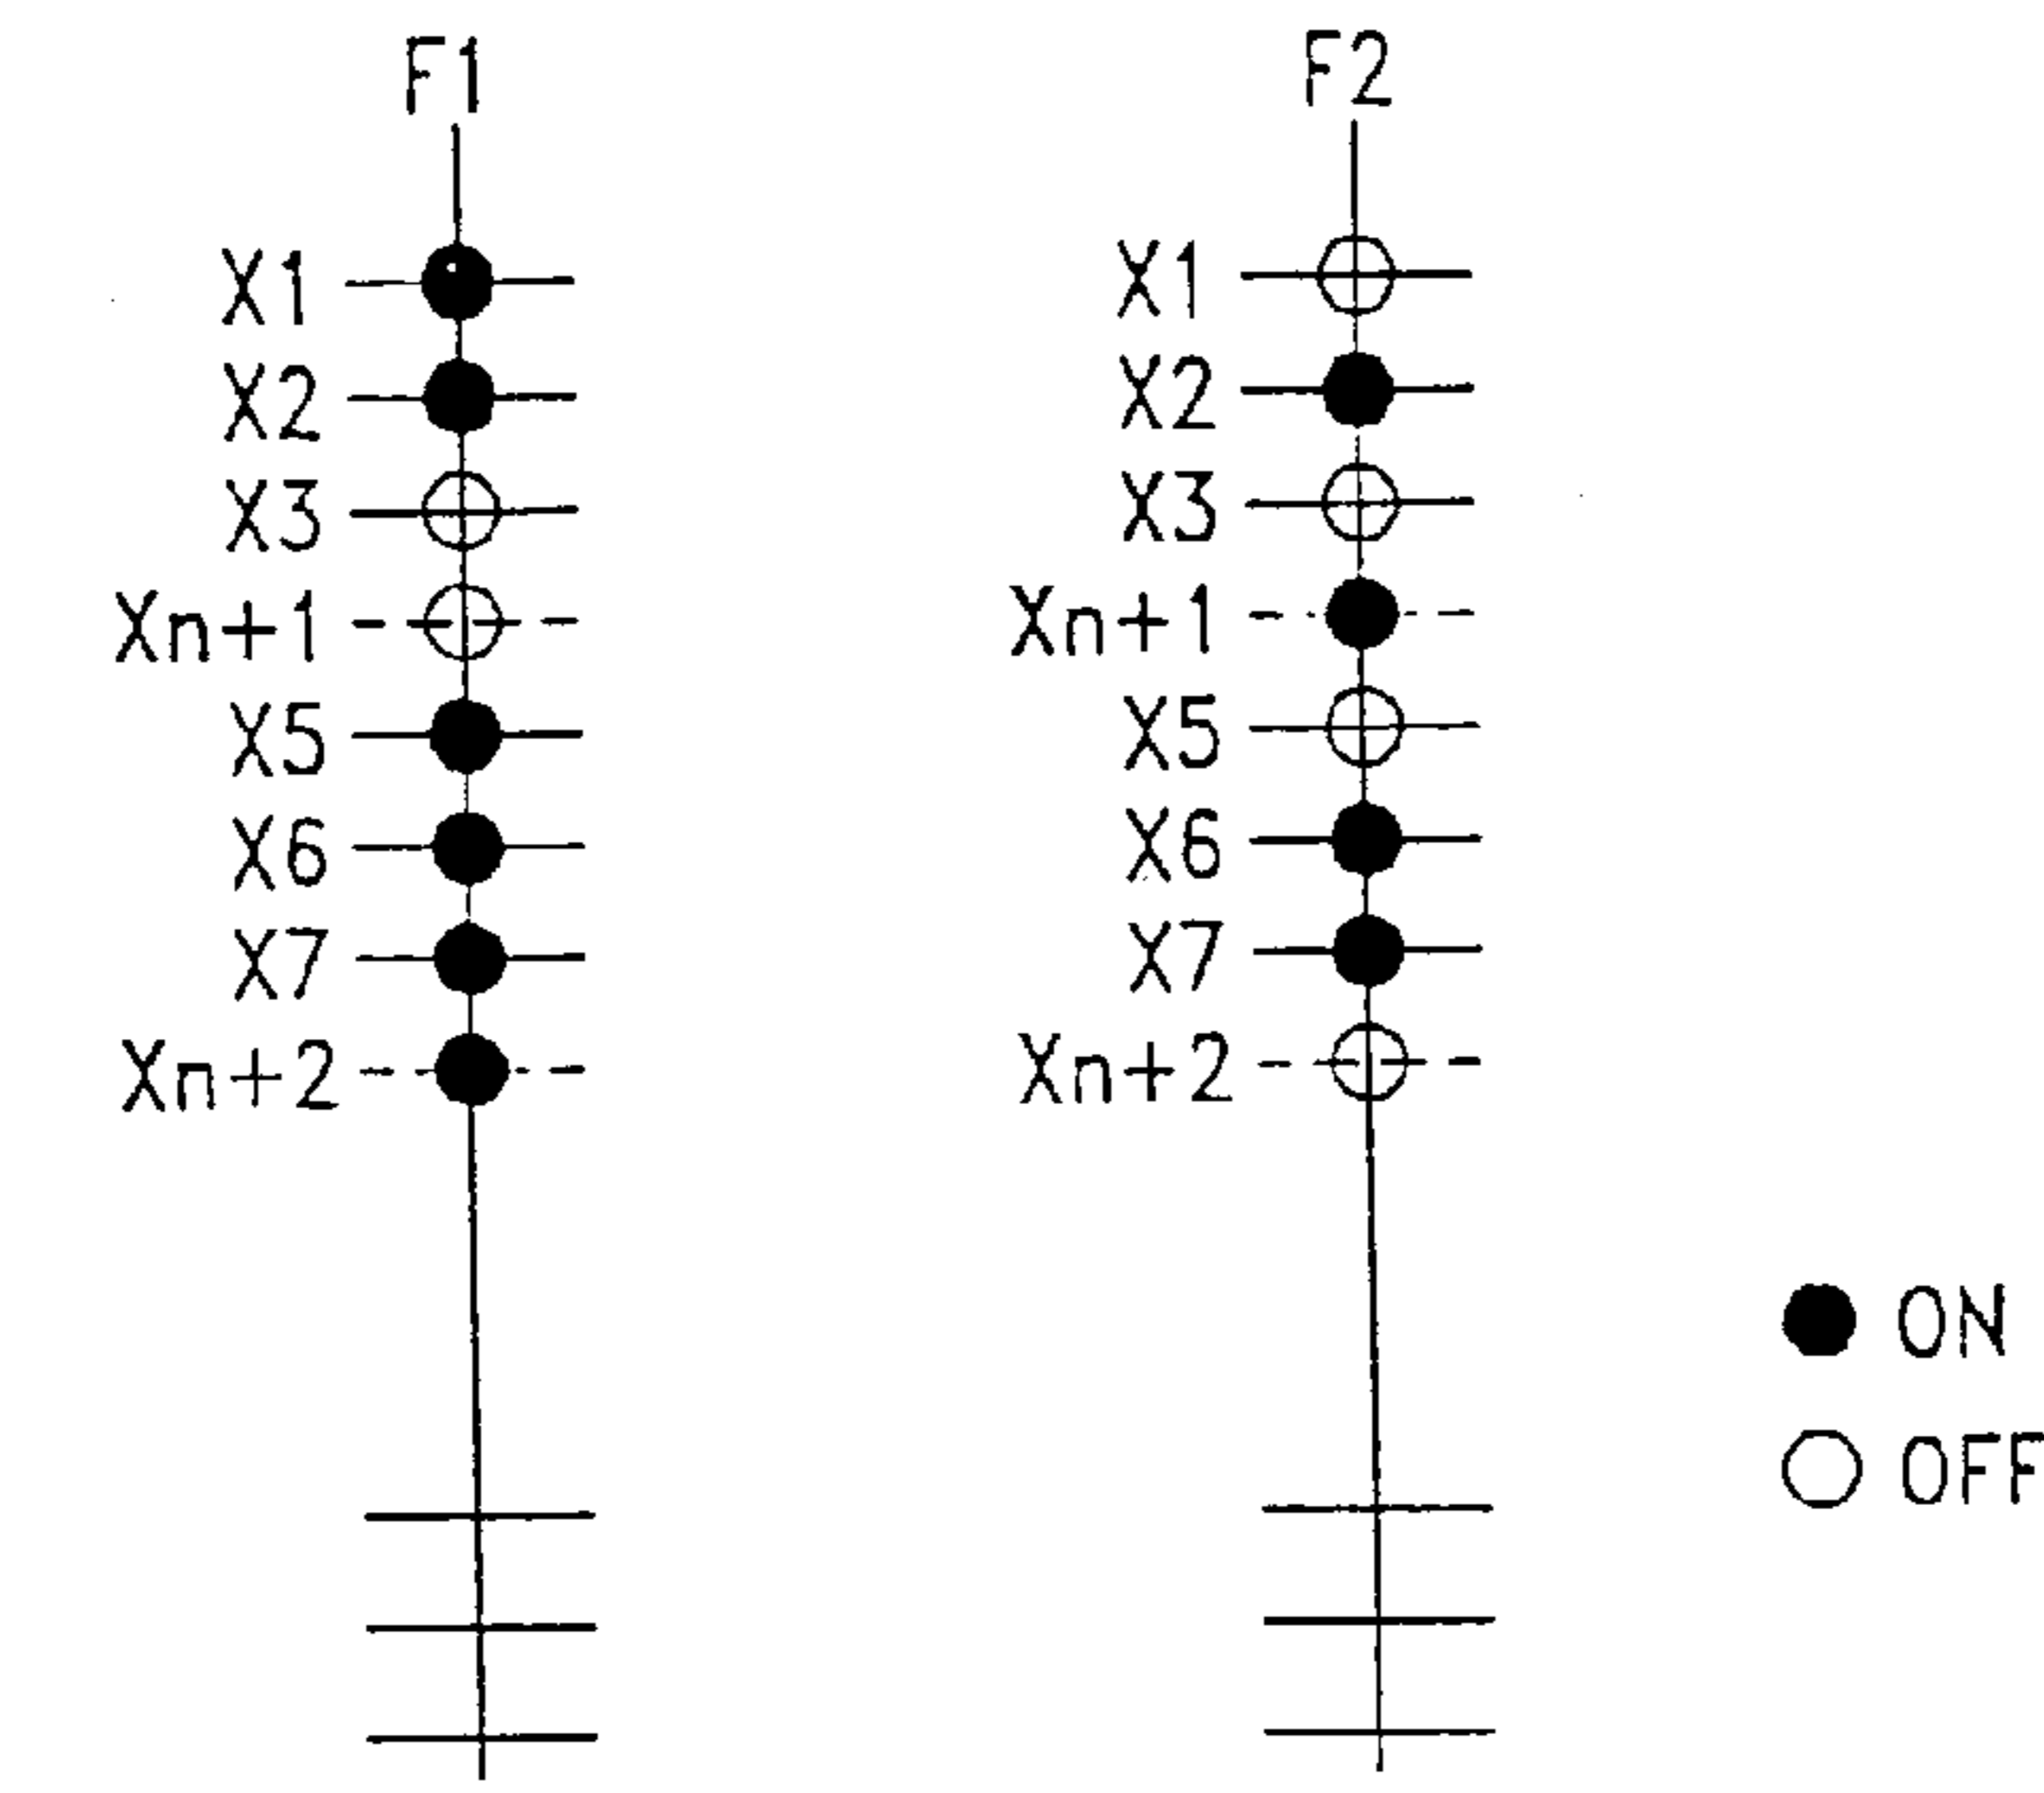 F1 F2
X1 X1
X2 X2
X3 X3
Xn+1 Xn+1
X5 X5
X6 X6
X7 X7
Xn+2 Xn+2
ON
OFF